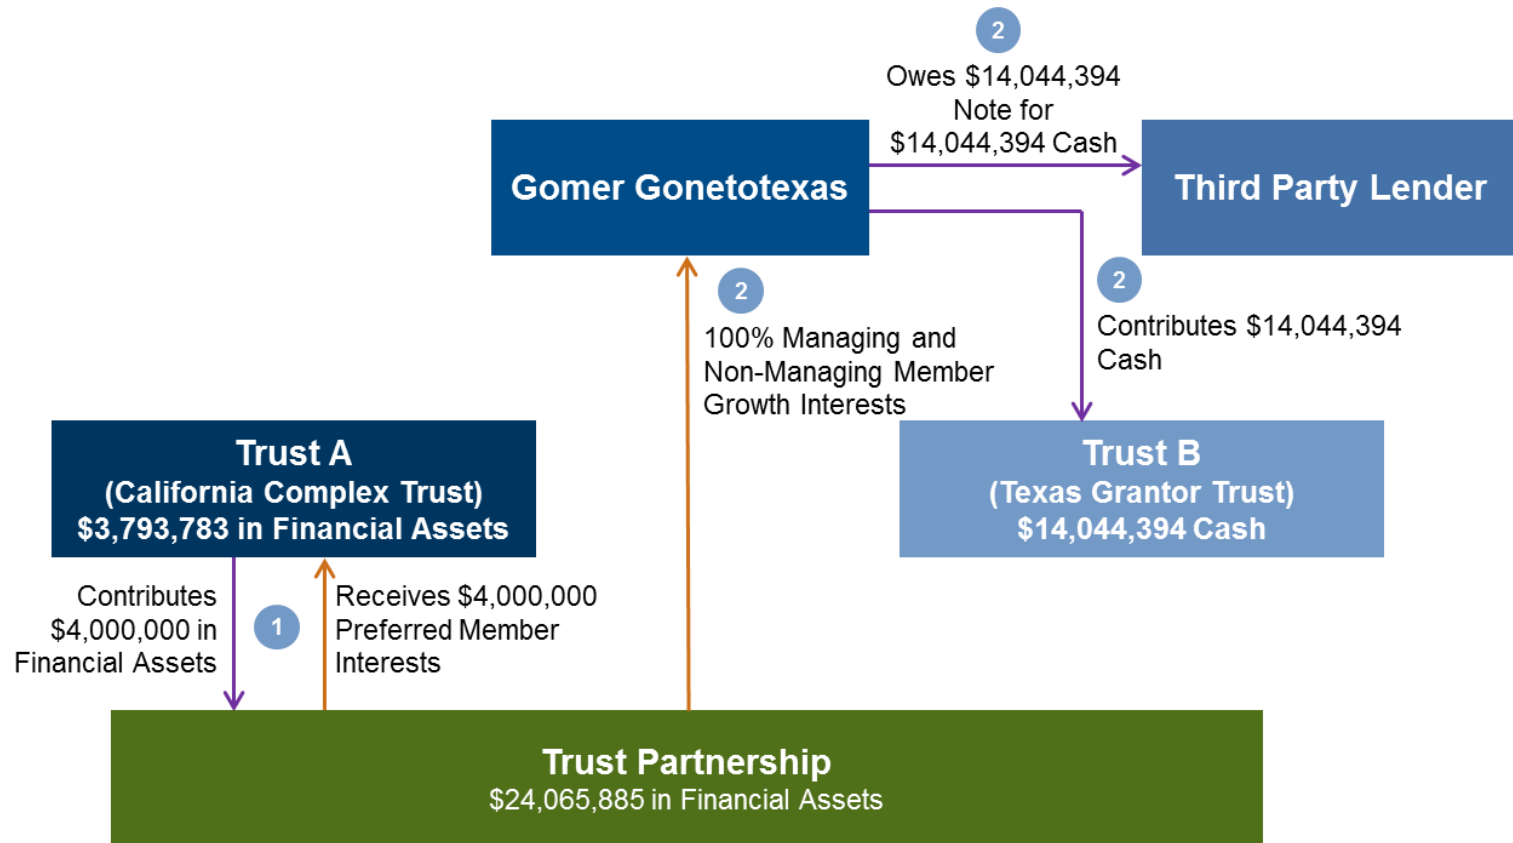 2
Owes $14,044,394
Note for
$14,044,394 Cash
Gomer Gonetotexas
Third Party Lender
2
100% Managing and
Non-Managing Member
Growth Interests
2
Contributes $14,044,394
Cash
Trust A
(California Complex Trust)
$3,793,783 in Financial Assets
Trust B
(Texas Grantor Trust)
$14,044,394 Cash
Contributes
$4,000,000 in
Financial Assets
1
Receives $4,000,000
Preferred Member
Interests
Trust Partnership
$24,065,885 in Financial Assets